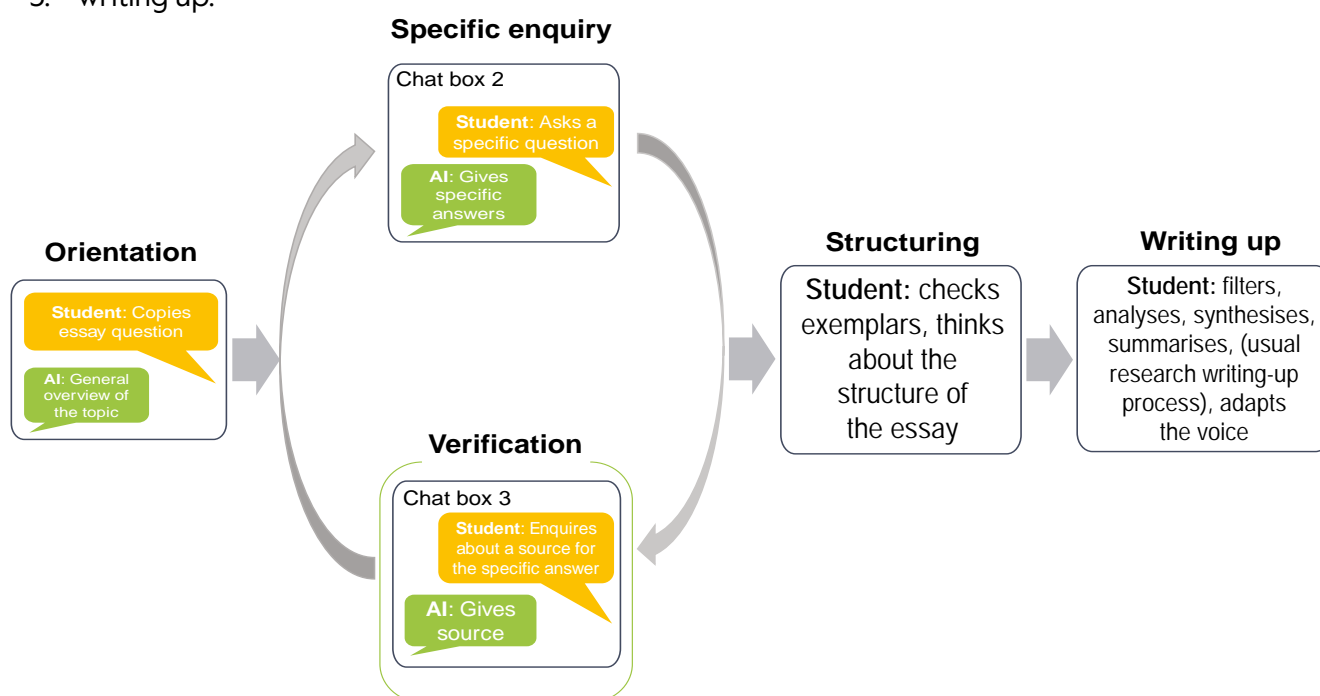 5. writing up.
Specific enquiry
Chat box 2
Student: Asks a
specific question
AI: Gives
specific
answers
Orientation
Student: Copies
essay question
AI: General
overview of
the topic
Verification
Chat box 3
Student: Enquires
about a source for
the specific answer
AI: Gives
source
Structuring
Student: checks
exemplars, thinks
about the
structure of
the essay
Writing up
Student: filters,
analyses, synthesises,
summarises, (usual
research writing-up
process), adapts
the voice